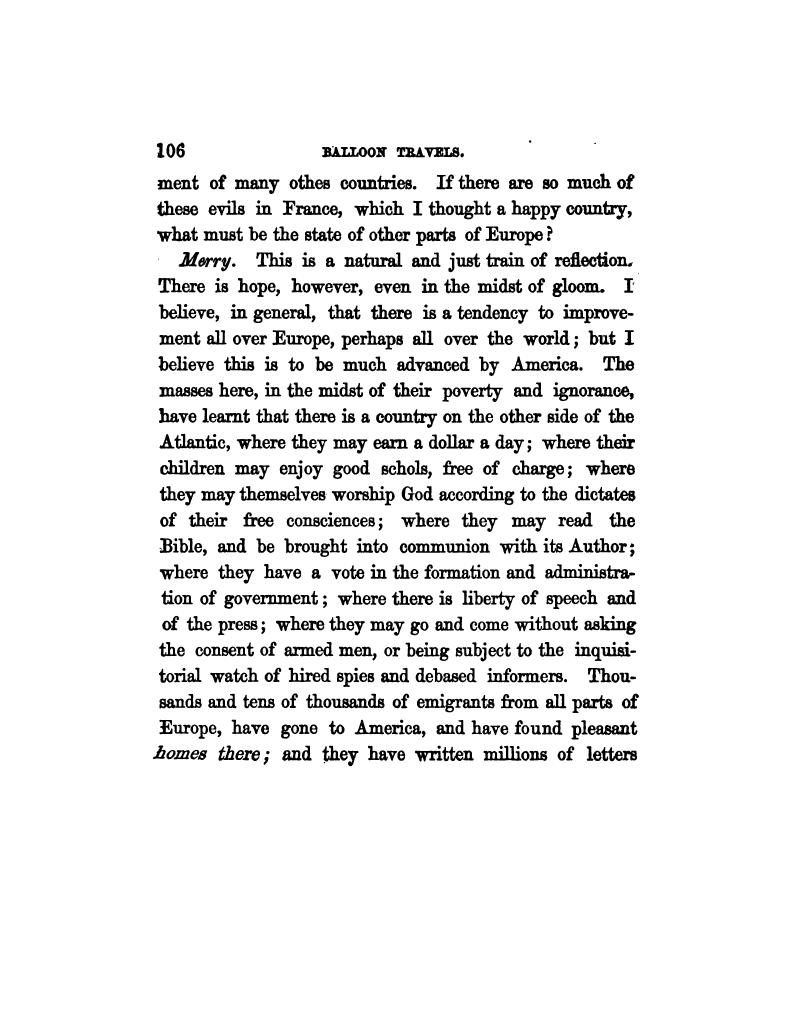 106 BALLOON TRAVELS.
ment of many othes countries. If there are so much of
these evils in France, which I thought a happy country,
what must be the state of other parts of Europe?
Merry. This is a natural and just train of reflection.
There is hope, however, even in the midst of gloom. I
believe, in general, that there is a tendency to improve-
ment all over Europe, perhaps all over the world; but I
believe this is to be much advanced by America. The
masses here, in the midst of their poverty and ignorance,
have learnt that there is a country on the other side of the
Atlantic, where they may earn a dollar a day; where their
children may enjoy good schols, free of charge; where
they may themselves worship God according to the dictates
of their free consciences; where they may read the
Bible, and be brought into communion with its Author;
where they have a vote in the formation and administra-
tion of government; where there is liberty of speech and
of the press; where they may go and come without asking
the consent of armed men, or being subject to the inquisi-
torial watch of hired spies and debased informers. Thou-
sands and tens of thousands of emigrants from all parts of
Europe, have gone to America, and have found pleasant
homes there; and they have written millions of letters